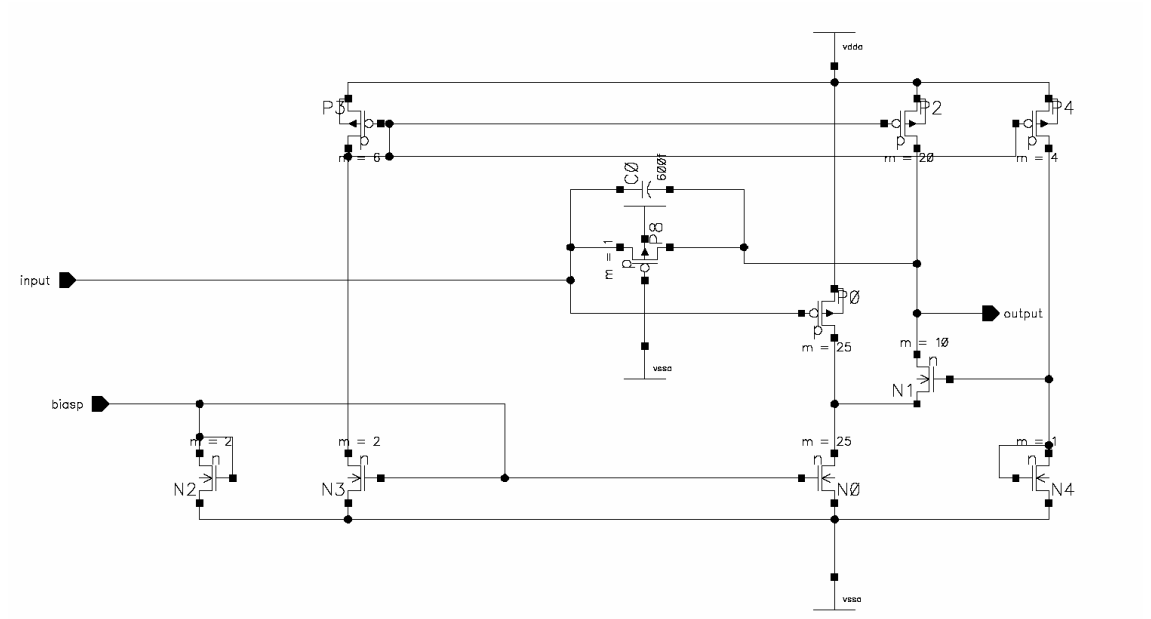 vdda
P3
P2
P4
p
p
p
m = 6
m = 20
m = 4
C0
600f
P8
m = 1
p
input
P0
p
output
m = 25
m = 10
n
vssa
N1
biasp
m = 2
m = 2
m = 25
m = 1
n
n
n
n
N2
N3
N0
N4
vssa